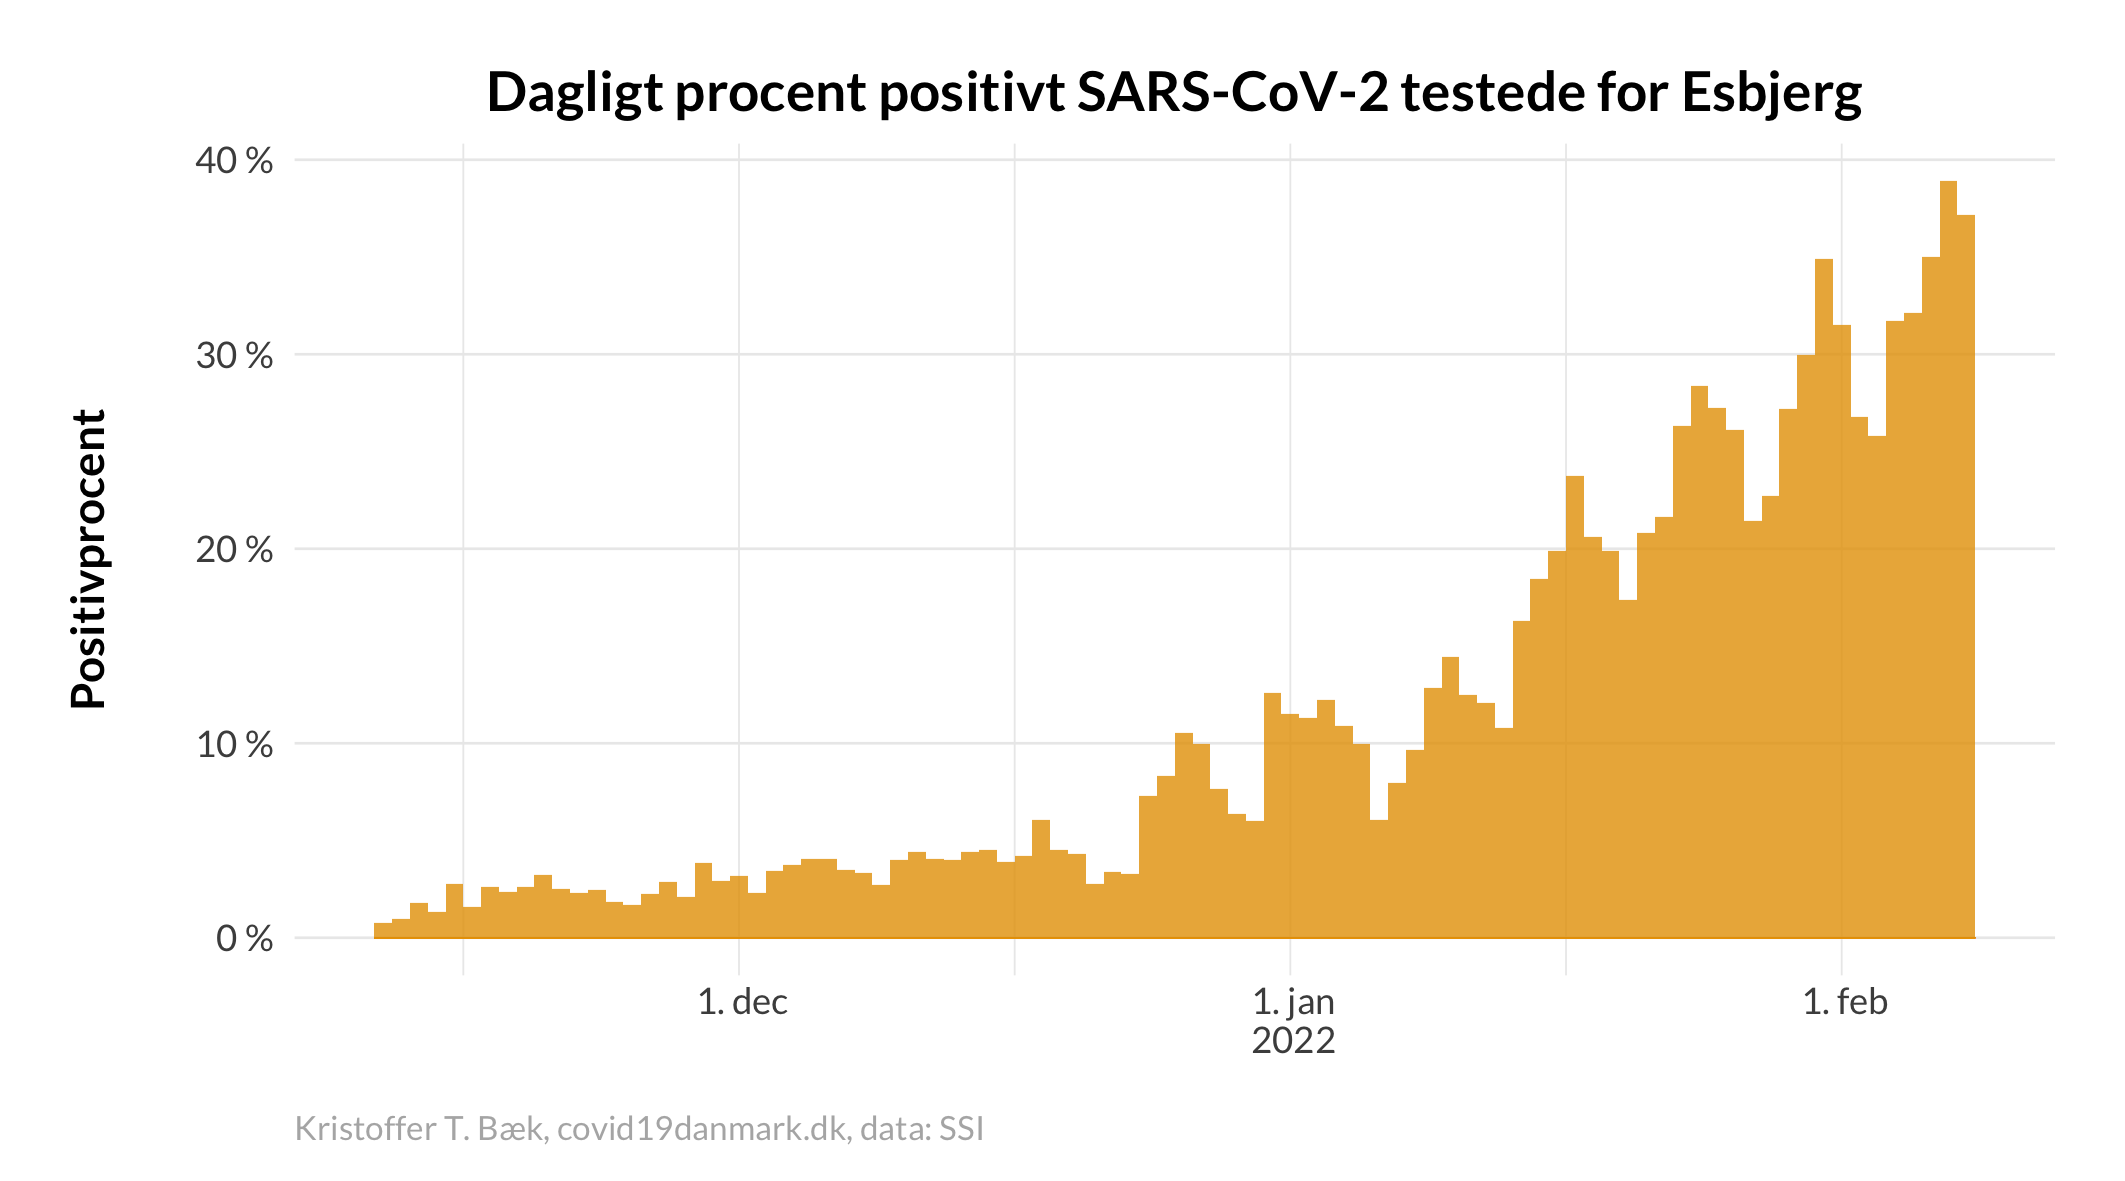 Dagligt procent positivt SARS-CoV-2 testede for Esbjerg
Positivprocent
40 %
30 %
20 %
10 %
0 %
1. dec
1. jan
2022
1. feb
Kristoffer T. Bæk, covid19danmark.dk, data: SSI